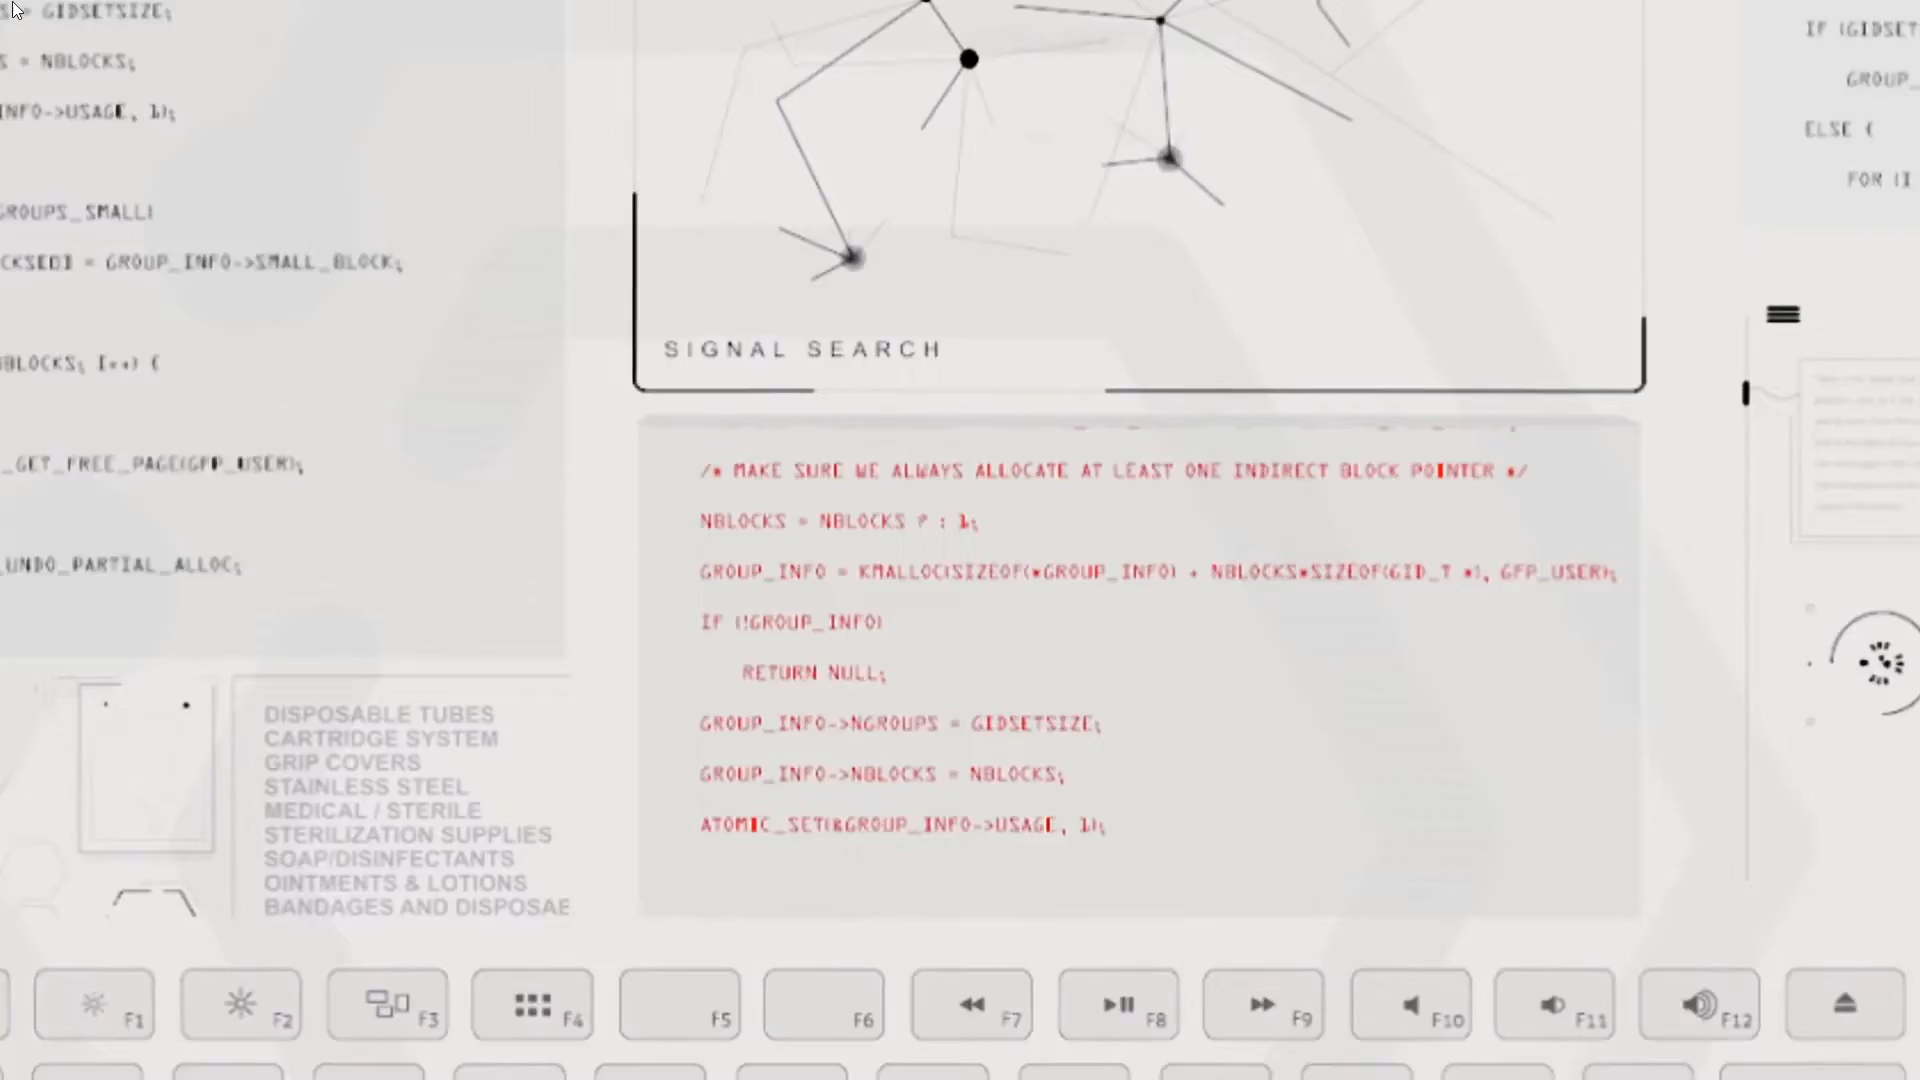 S = GIDSETSIZE;
S = NBLOCKS;
INFO->USAGE, 1);
GROUPS_SMALL)
CKS[0] = GROUP_INFO->SMALL_BLOCK;
NBLOCKS; I++) {
_GET_FREE_PAGE(GFP_USER);
_UNDO_PARTIAL_ALLOC;
SIGNAL SEARCH
/* MAKE SURE WE ALWAYS ALLOCATE AT LEAST ONE INDIRECT BLOCK POINTER */
NBLOCKS = NBLOCKS ? : 1;
GROUP_INFO = KMALLOC(SIZEOF(*GROUP_INFO) + NBLOCKS*SIZEOF(GID_T *), GFP_USER);
IF (!GROUP_INFO)
RETURN NULL;
GROUP_INFO->NGROUPS = GIDSETSIZE;
GROUP_INFO->NBLOCKS = NBLOCKS;
ATOMIC_SET(&GROUP_INFO->USAGE, 1);
IF (GIDSET
GROUP_
ELSE {
FOR (I
DISPOSABLE TUBES
CARTRIDGE SYSTEM
GRIP COVERS
STAINLESS STEEL
MEDICAL / STERILE
STERILIZATION SUPPLIES
SOAP/DISINFECTANTS
OINTMENTS & LOTIONS
BANDAGES AND DISPOSAE
F1
F2
F3
F4
F5
F6
F7
F8
F9
F10
F11
F12